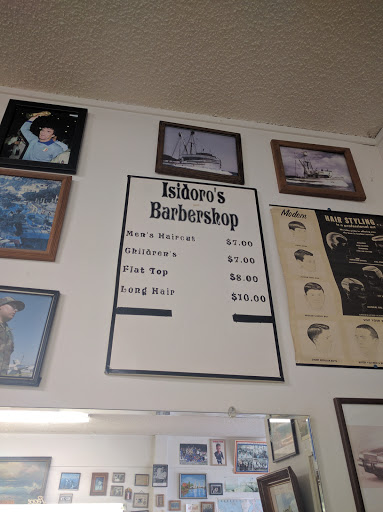 Isidoro's
Barbershop
Men's Haircut $7.00
Children's $7.00
Flat Top $8.00
Long Hair $10.00
Modern HAIR STYLING